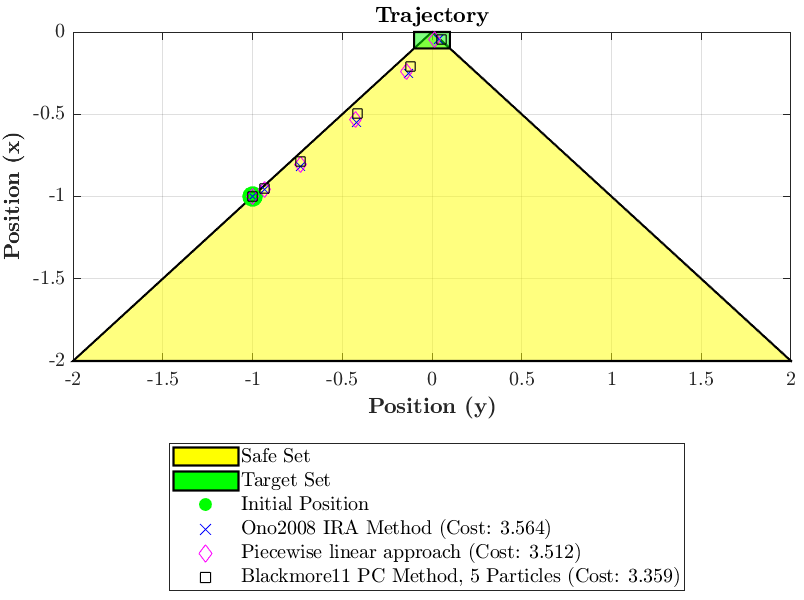 Trajectory
0
-0.5
-1
-1.5
-2
Position (x)
-2
-1.5
-1
-0.5
0
0.5
1
1.5
2
Position (y)
Safe Set
Target Set
Initial Position
Ono2008 IRA Method (Cost: 3.564)
Piecewise linear approach (Cost: 3.512)
Blackmore11 PC Method, 5 Particles (Cost: 3.359)